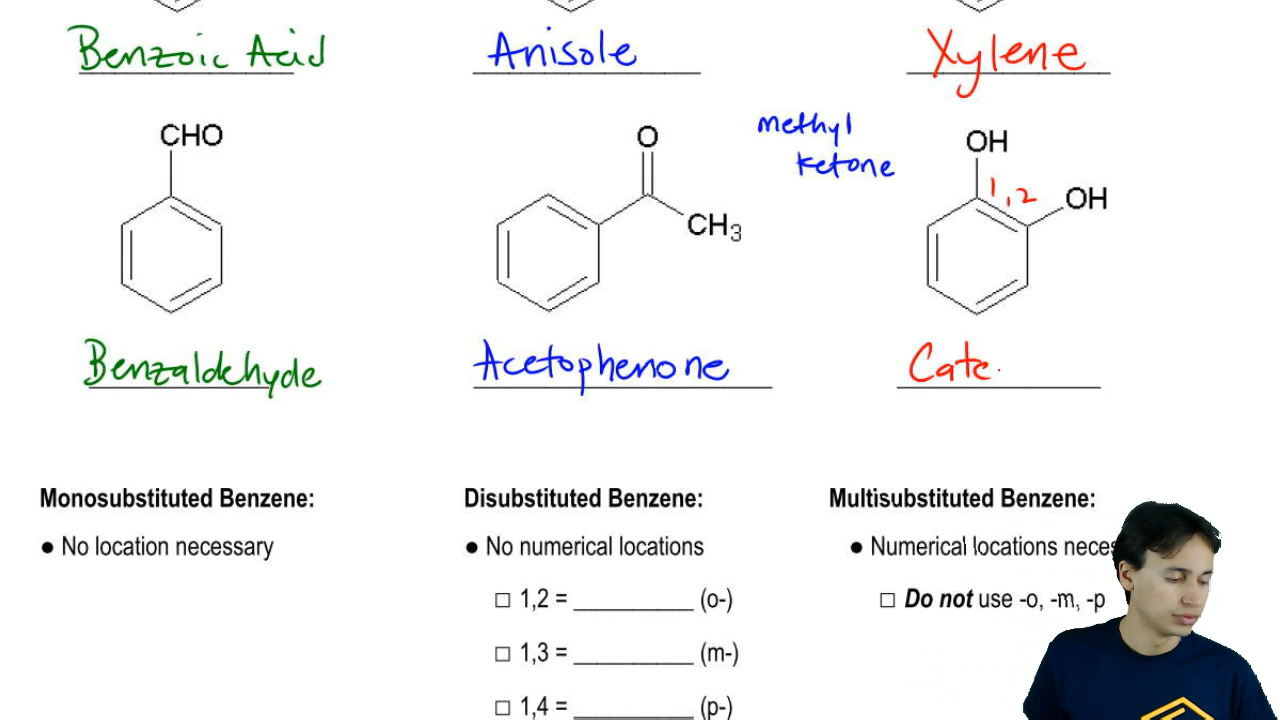 Benzoic Acid
Anisole
Xylene
CHO
O
CH3
methyl
ketone
OH
OH
1,2
Benzaldehyde
Acetophenone
Cate
Monosubstituted Benzene:
● No location necessary
Disubstituted Benzene:
● No numerical locations
□ 1,2 = __________ (o-)
□ 1,3 = __________ (m-)
□ 1,4 = __________ (p-)
Multisubstituted Benzene:
● Numerical locations neces
□ Do not use -o, -m, -p